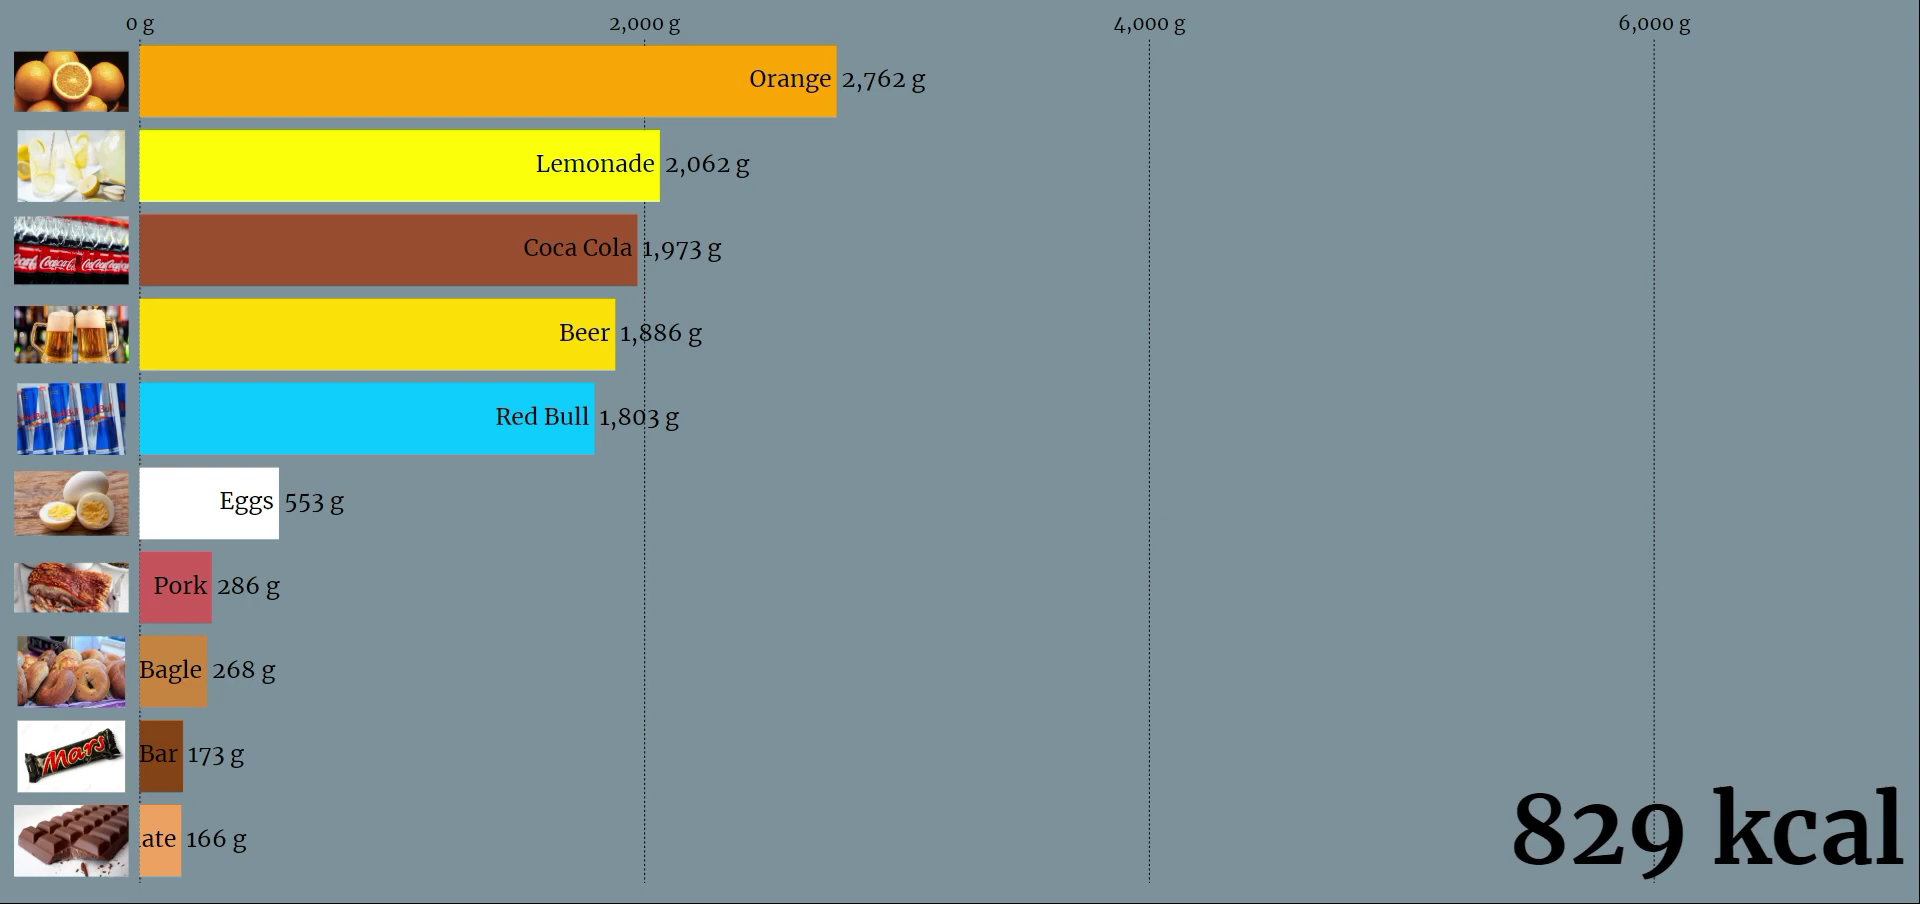 0 g 2,000 g 4,000 g 6,000 g
Orange 2,762 g
Lemonade 2,062 g
Coca Cola 1,973 g
Beer 1,886 g
Red Bull 1,803 g
Eggs 553 g
Pork 286 g
Bagle 268 g
Mars
Bar 173 g
ate 166 g
829 kcal